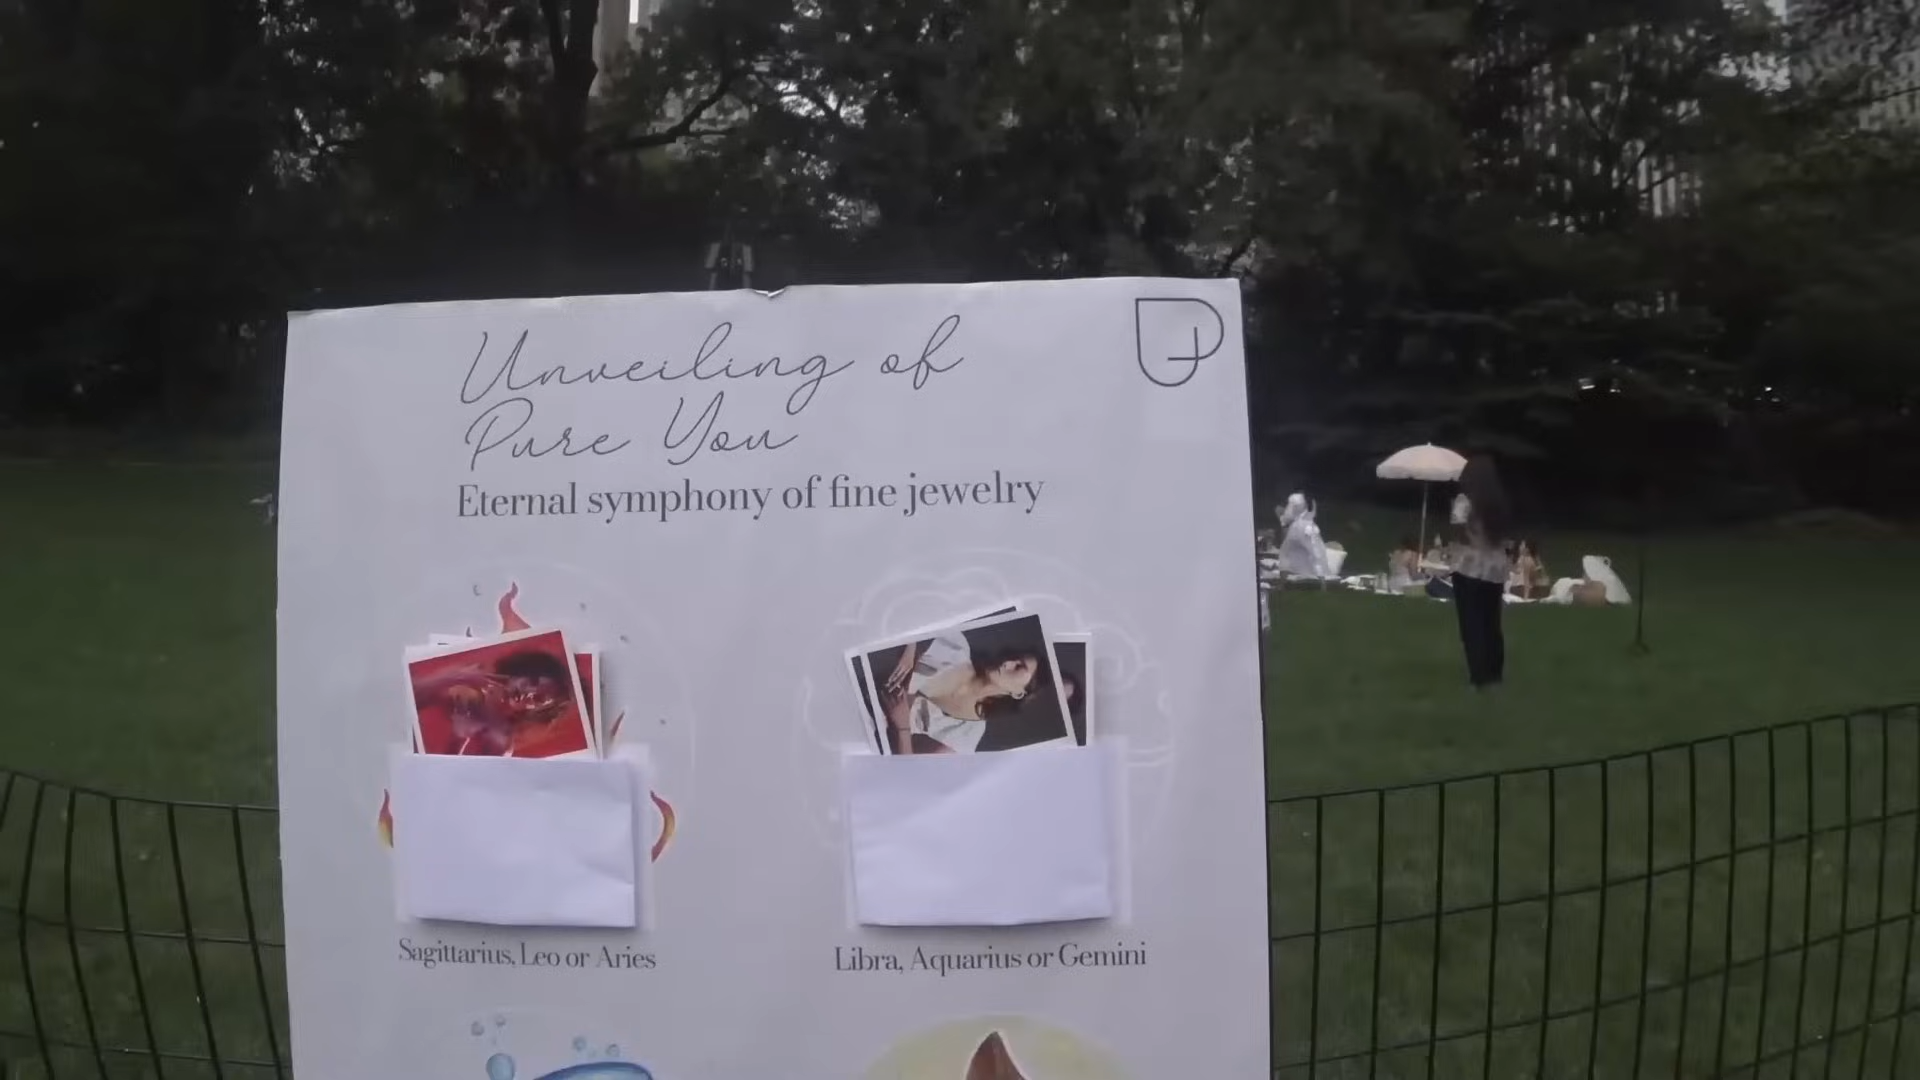 Unveiling of
Pure You
Eternal symphony of fine jewelry
Sagittarius, Leo or Aries
Libra, Aquarius or Gemini